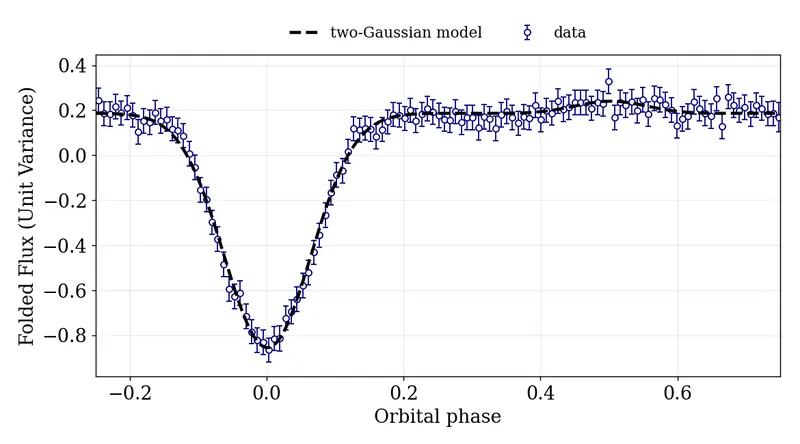 two-Gaussian model data
0.4
0.2
0.0
−0.2
−0.4
−0.6
−0.8
Folded Flux (Unit Variance)
−0.2 0.0 0.2 0.4 0.6
Orbital phase